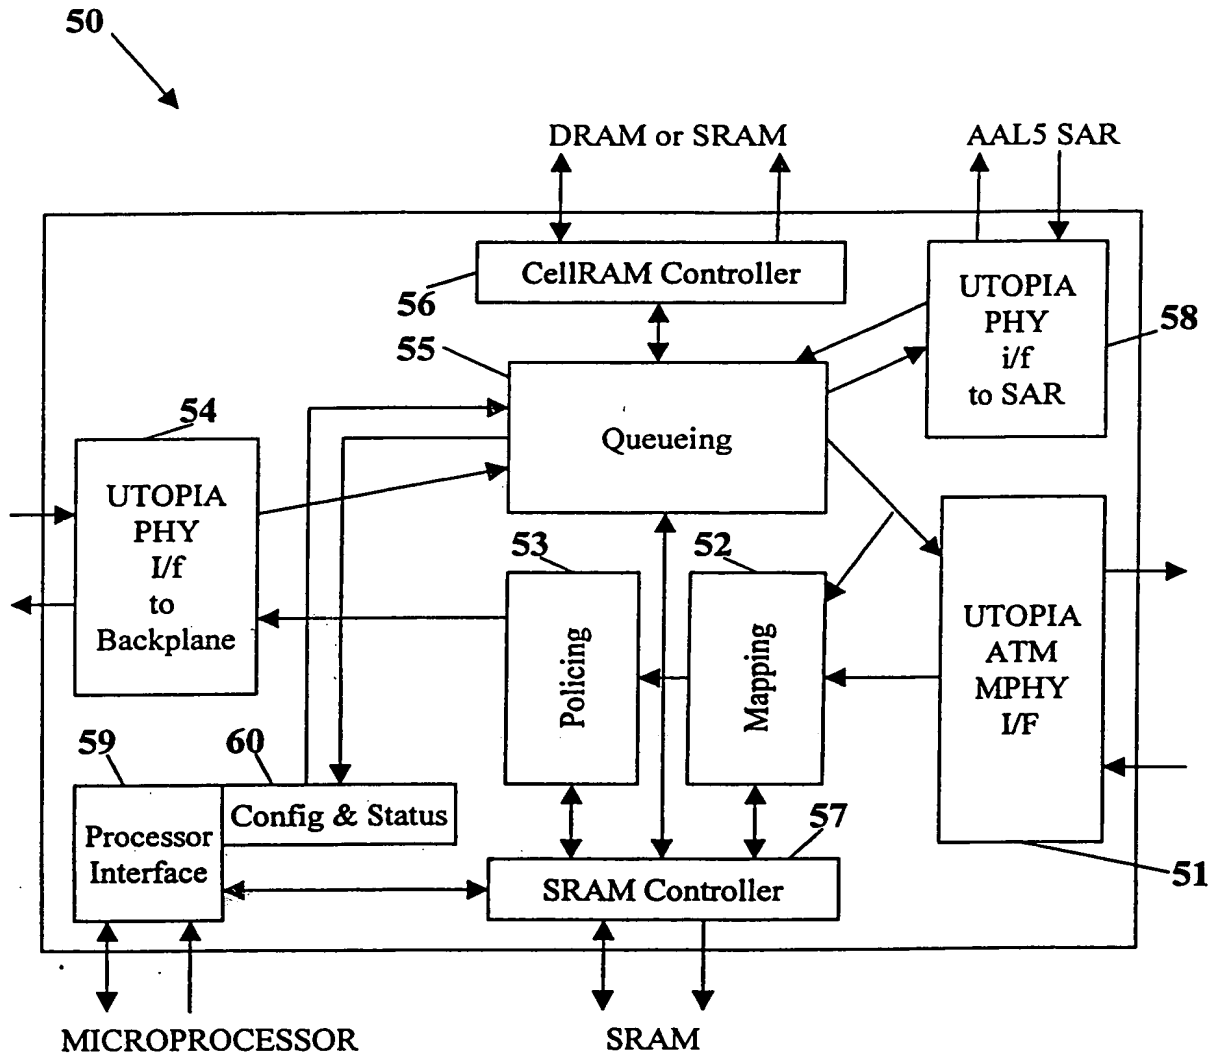 50
DRAM or SRAM
AAL5 SAR
CellRAM Controller
56
UTOPIA
PHY
i/f
to SAR
58
55
Queueing
54
UTOPIA
PHY
I/f
to
Backplane
53
Policing
52
Mapping
UTOPIA
ATM
MPHY
I/F
51
59
60
Processor
Interface
Config & Status
57
SRAM Controller
MICROPROCESSOR
SRAM